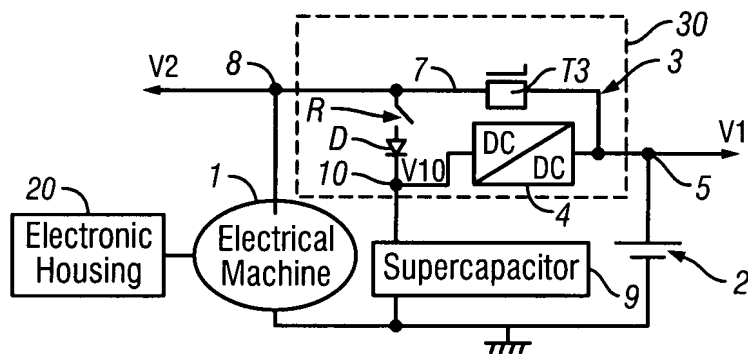 30
V2
8
7
T3
3
R
D
DC
DC
V1
10
V10
4
5
20
1
Electronic
Housing
Electrical
Machine
Supercapacitor
9
2